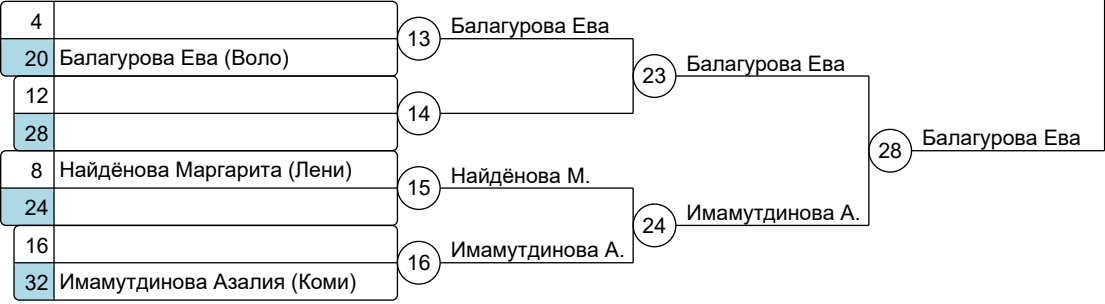 4
13
Балагурова Ева
20 Балагурова Ева (Воло)
23
Балагурова Ева
12
14
28
28
Балагурова Ева
8 Найдёнова Маргарита (Лени)
15
Найдёнова М.
24
24
Имамутдинова А.
16
16
Имамутдинова А.
32 Имамутдинова Азалия (Коми)